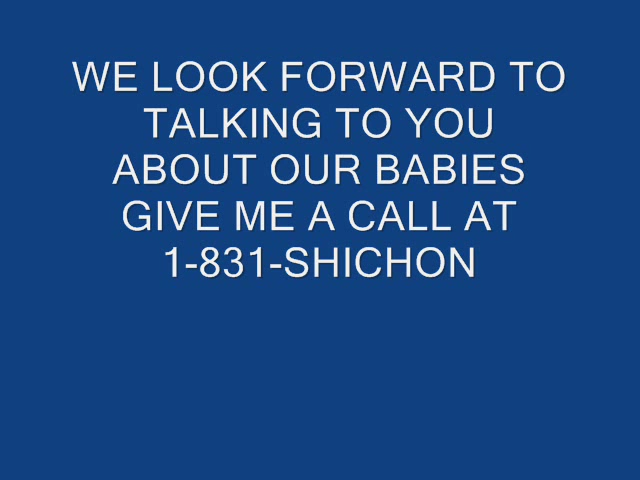 WE LOOK FORWARD TO
TALKING TO YOU
ABOUT OUR BABIES
GIVE ME A CALL AT
1-831-SHICHON